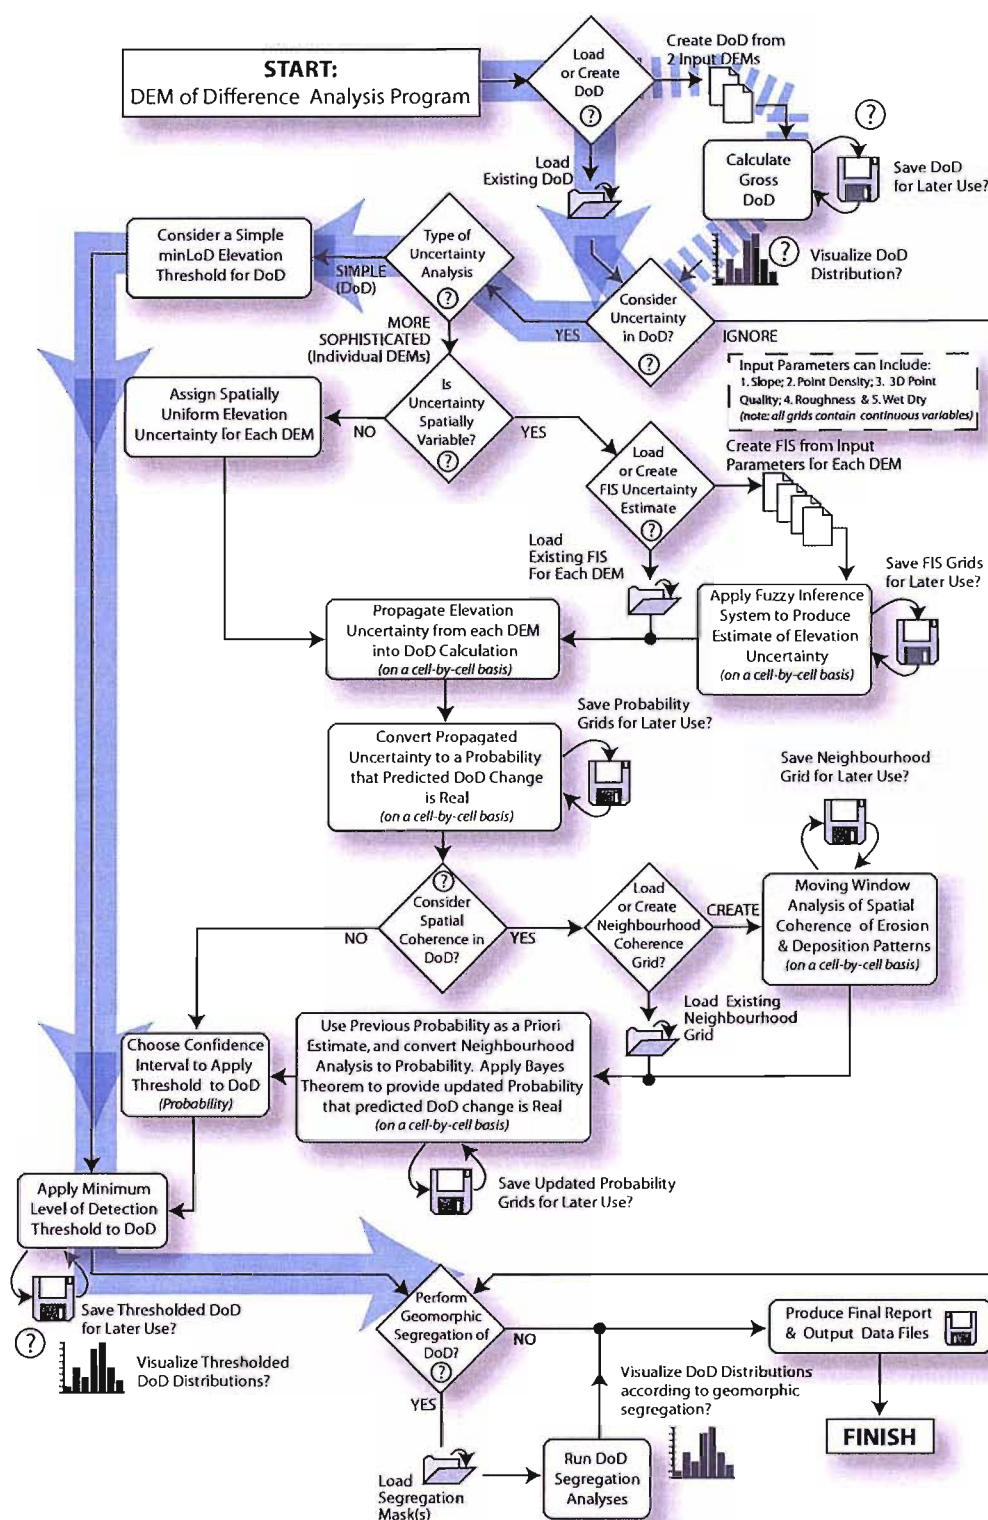 START:
DEM of Difference Analysis Program
Load
or Create
DoD
?
Create DoD from
2 Input DEMs
Load
Existing DoD
Calculate
Gross
DoD
?
Save DoD
for Later Use?
Consider a Simple
minLoD Elevation
Threshold for DoD
SIMPLE
(DoD)
Type of
Uncertainty
Analysis
?
YES
Consider
Uncertainty
in DoD?
?
?
Visualize DoD
Distribution?
IGNORE
MORE
SOPHISTICATED
(Individual DEMs)
Input Parameters can Include:
1. Slope; 2. Point Density; 3. 3D Point
Quality; 4. Roughness & 5. Wet Dry
(note: all grids contain continuous variables)
Assign Spatially
Uniform Elevation
Uncertainty for Each DEM
NO
Is
Uncertainty
Spatially
Variable?
?
YES
Load
or Create
FIS Uncertainty
Estimate
?
Create FIS from Input
Parameters for Each DEM
Load
Existing FIS
For Each DEM
Save FIS Grids
for Later Use?
Propagate Elevation
Uncertainty from each DEM
into DoD Calculation
(on a cell-by-cell basis)
Apply Fuzzy Inference
System to Produce
Estimate of Elevation
Uncertainty
(on a cell-by-cell basis)
Convert Propagated
Uncertainty to a Probability
that Predicted DoD Change
is Real
(on a cell-by-cell basis)
Save Probability
Grids for Later Use?
Save Neighbourhood
Grid for Later Use?
?
Consider
Spatial
Coherence in
DoD?
NO
YES
Load
or Create
Neighbourhood
Coherence
Grid?
CREATE
Moving Window
Analysis of Spatial
Coherence of Erosion
& Deposition Patterns
(on a cell-by-cell basis)
Load Existing
Neighbourhood
Grid
Choose Confidence
Interval to Apply
Threshold to DoD
(Probability)
Use Previous Probability as a Priori
Estimate, and convert Neighbourhood
Analysis to Probability. Apply Bayes
Theorem to provide updated Probability
that predicted DoD change is Real
(on a cell-by-cell basis)
Save Updated Probability
Grids for Later Use?
Apply Minimum
Level of Detection
Threshold to DoD
Save Thresholded DoD
for Later Use?
?
Visualize Thresholded
DoD Distributions?
Perform
Geomorphic
Segregation of
DoD?
?
NO
YES
Produce Final Report
& Output Data Files
Visualize DoD Distributions
according to geomorphic
segregation?
FINISH
Load
Segregation
Mask(s)
Run DoD
Segregation
Analyses